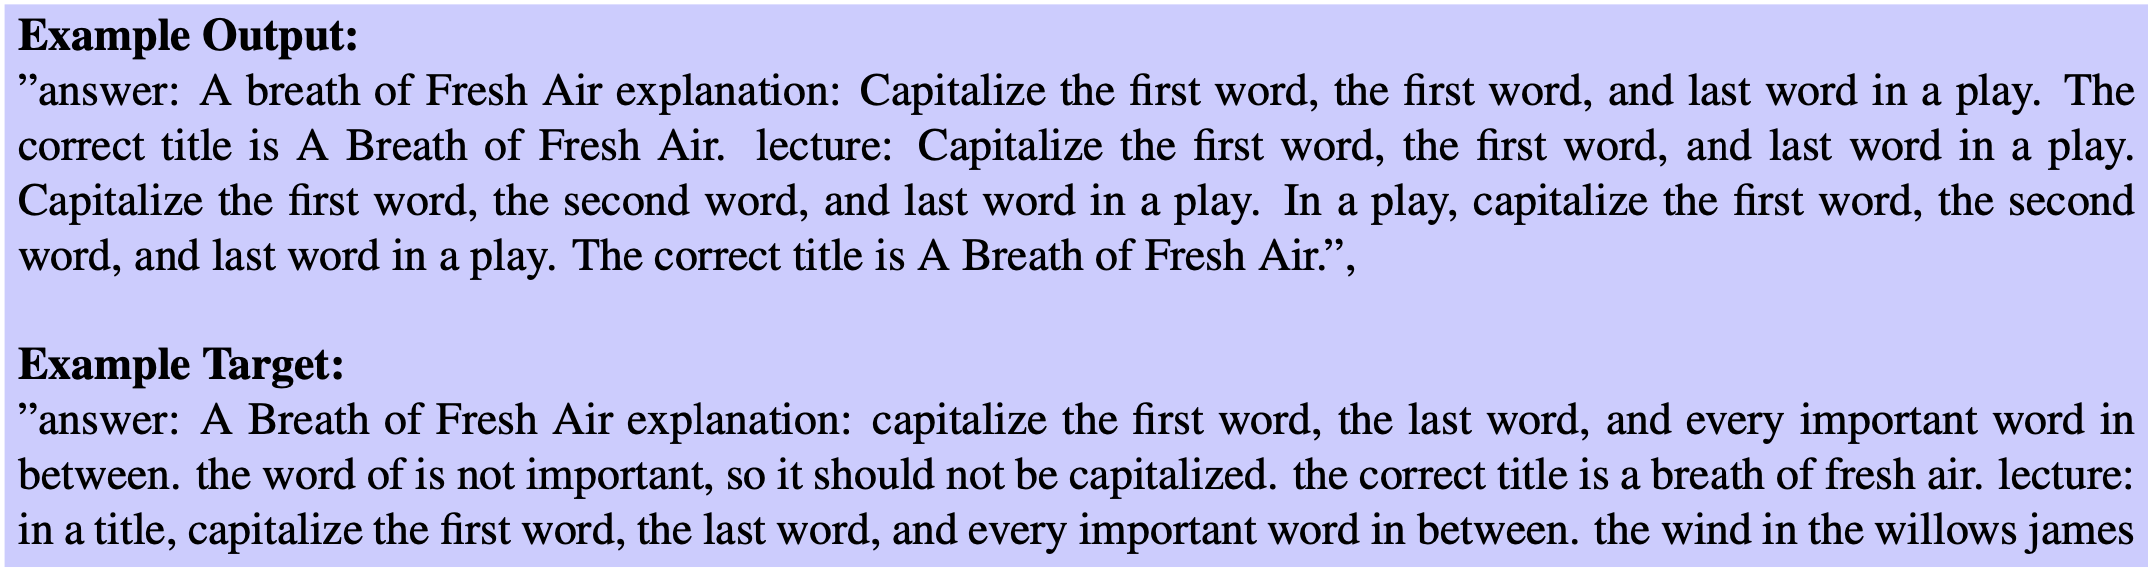 Example Output:
”answer: A breath of Fresh Air explanation: Capitalize the first word, the first word, and last word in a play. The
correct title is A Breath of Fresh Air. lecture: Capitalize the first word, the first word, and last word in a play.
Capitalize the first word, the second word, and last word in a play. In a play, capitalize the first word, the second
word, and last word in a play. The correct title is A Breath of Fresh Air.”,
Example Target:
”answer: A Breath of Fresh Air explanation: capitalize the first word, the last word, and every important word in
between. the word of is not important, so it should not be capitalized. the correct title is a breath of fresh air. lecture:
in a title, capitalize the first word, the last word, and every important word in between. the wind in the willows james